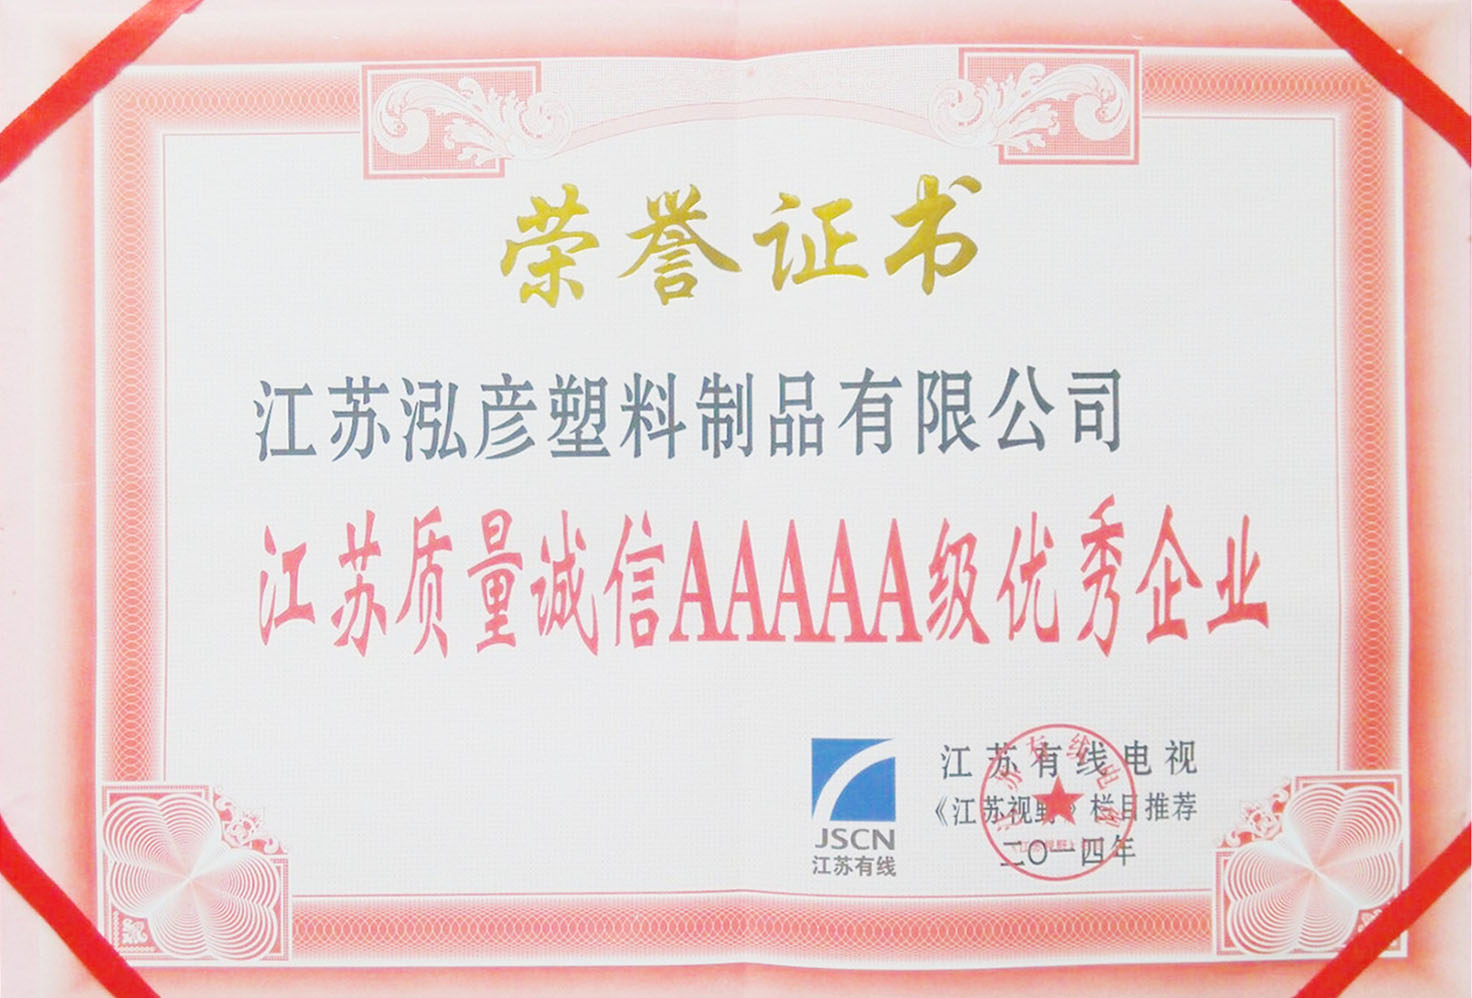 荣誉证书
江苏泓彦塑料制品有限公司
江苏质量诚信AAAAA级优秀企业
JSCN
江苏有线
江苏有线电视
《江苏视野》栏目推荐
二〇一四年